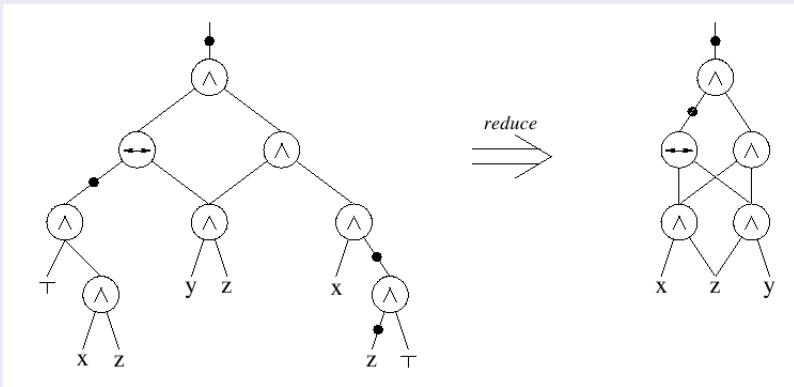 ∧ ∧
reduce
↔ ∧ ↔ ∧
∧ ∧ ∧ ∧ ∧
⊤ ∧ y z x ∧ x z y
x z z ⊤